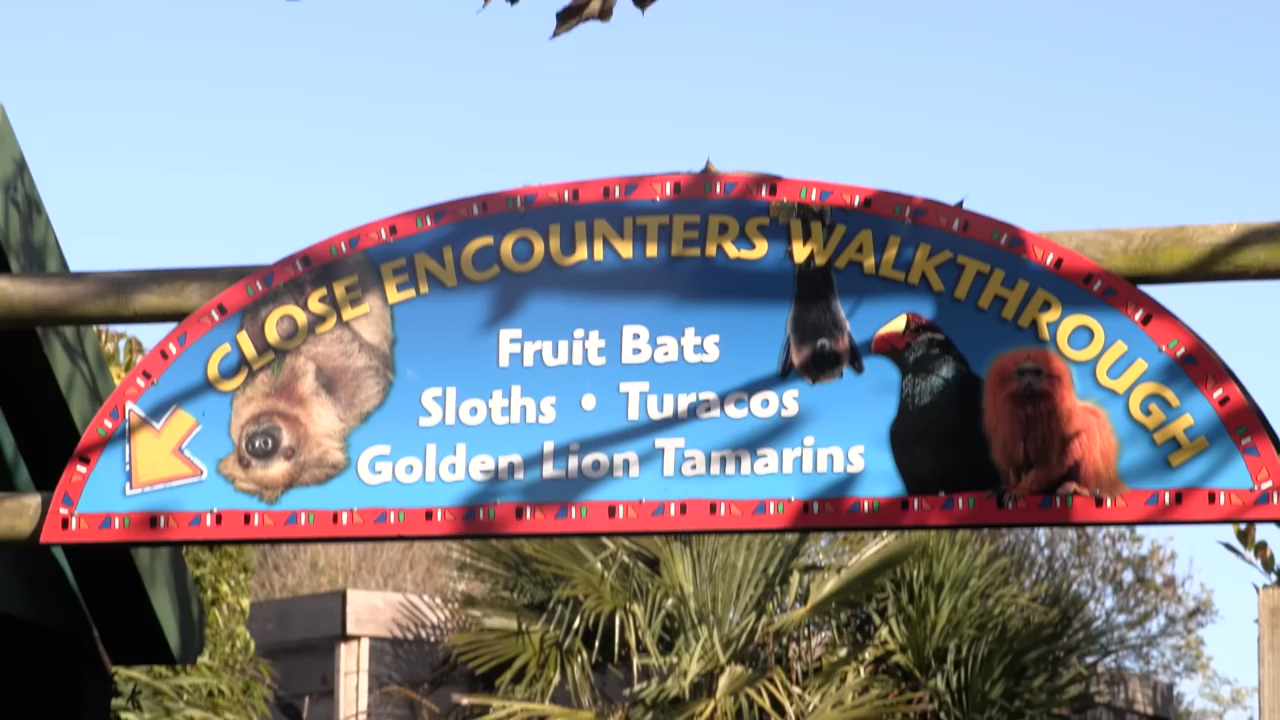 CLOSE ENCOUNTERS WALKTHROUGH
Fruit Bats
Sloths • Turacos
Golden Lion Tamarins